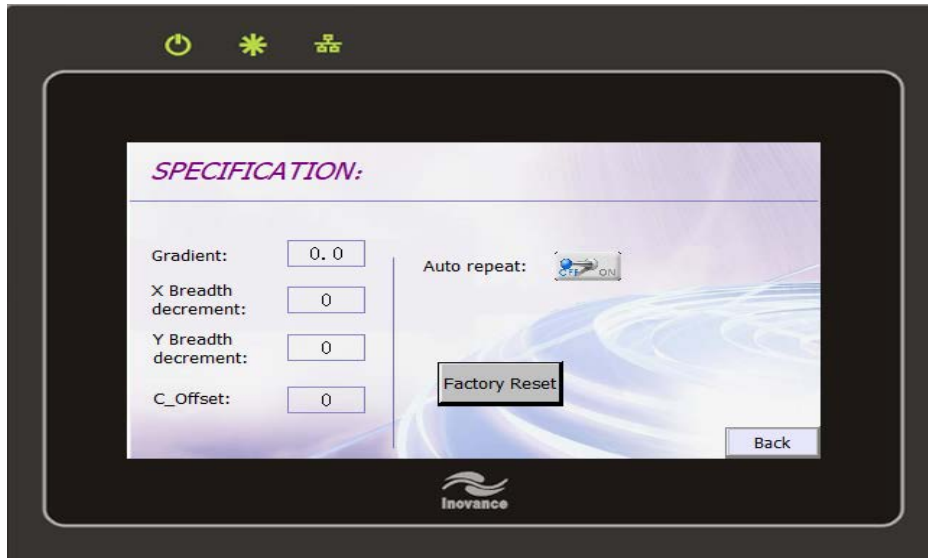 SPECIFICATION:
Gradient: 0.0
X Breadth
decrement: 0
Y Breadth
decrement: 0
C_Offset: 0
Auto repeat: OFF ON
Factory Reset
Back
Inovance